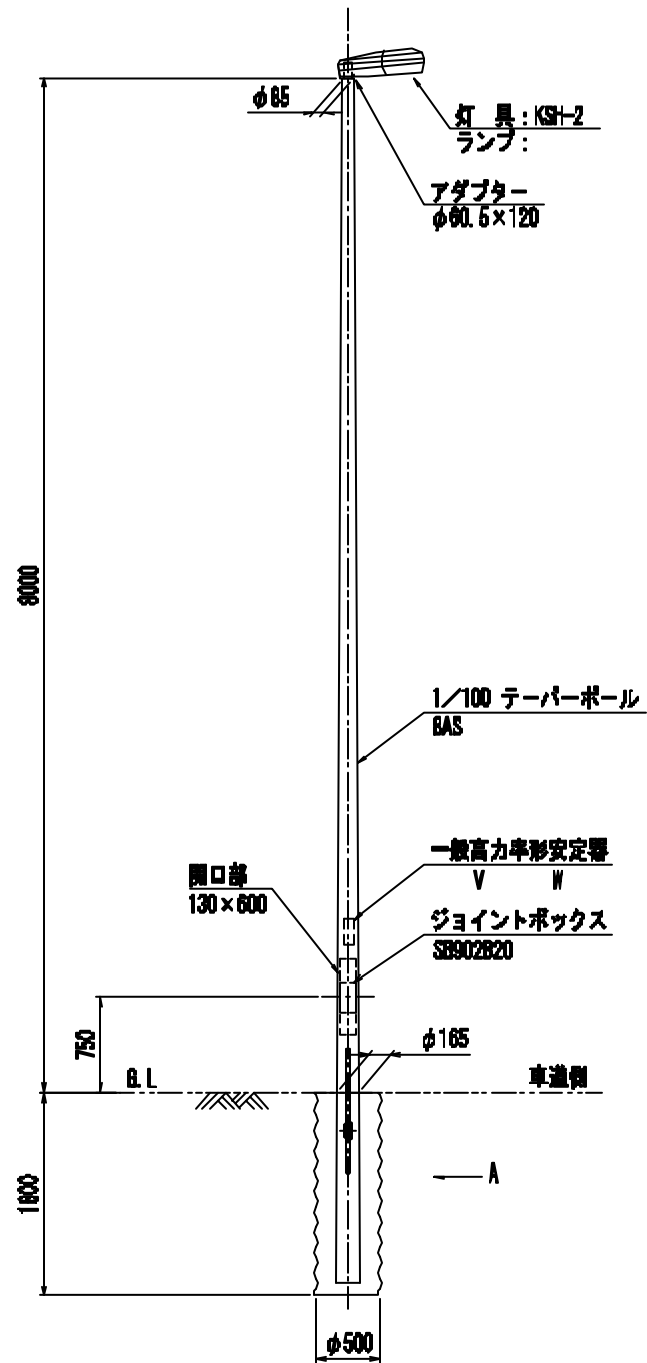 φ85
灯 具：KSH-2
ランプ：
アダプター
φ60.5×120
8000
1/100 テーパーポール
一般高力率形安定器
V W
開口部
130×600
ジョイントボックス
SB902B20
750
φ165
G.L
車道側
1600
A
φ500